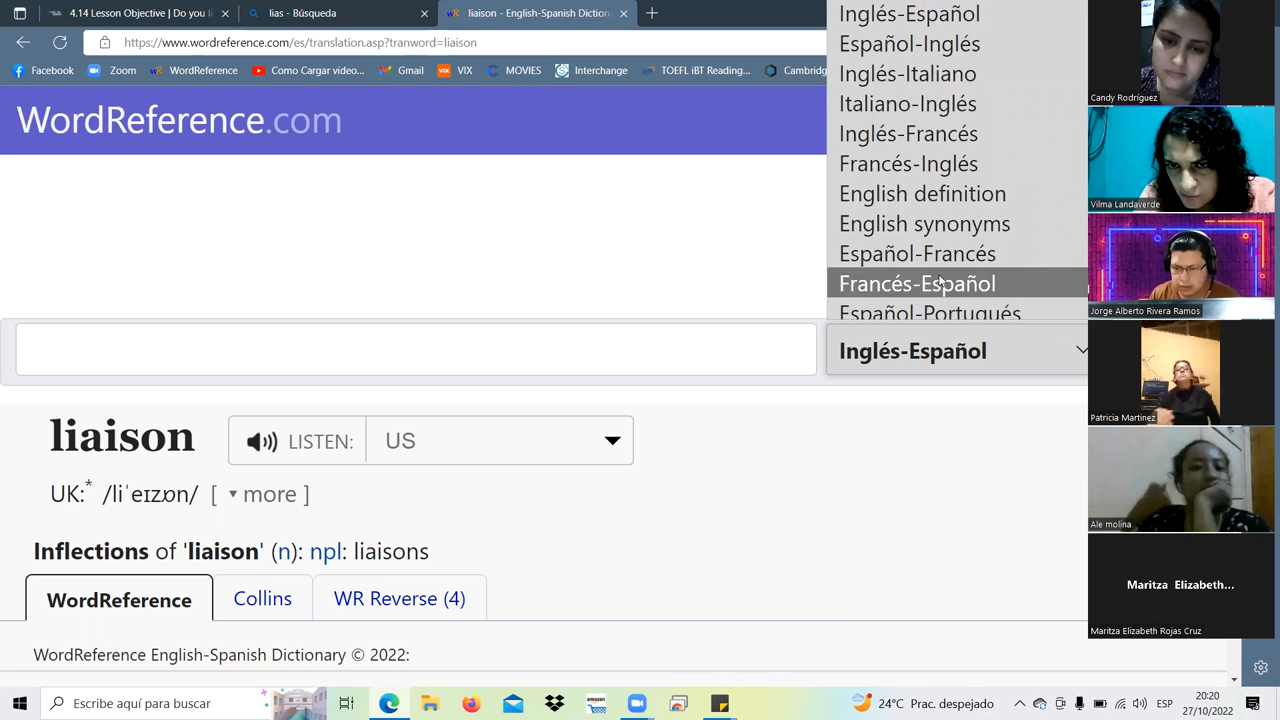 4.14 Lesson Objective | Do you li
lias - Búsqueda
liaison - English-Spanish Diction
https://www.wordreference.com/es/translation.asp?tranword=liaison
Facebook
Zoom
WordReference
Como Cargar video...
Gmail
VIX
MOVIES
Interchange
TOEFL iBT Reading...
Cambridg
WordReference.com
Inglés-Español
Español-Inglés
Inglés-Italiano
Italiano-Inglés
Inglés-Francés
Francés-Inglés
English definition
English synonyms
Español-Francés
Francés-Español
Español-Portugués
Inglés-Español
liaison
LISTEN:
US
UK:* /liˈeɪzɒn/ [ ▾ more ]
Inflections of 'liaison' (n): npl: liaisons
WordReference
Collins
WR Reverse (4)
WordReference English-Spanish Dictionary © 2022:
Candy Rodríguez
Vilma Landaverde
Jorge Alberto Rivera Ramos
Patricia Martinez
Ale molina
Maritza Elizabeth...
Maritza Elizabeth Rojas Cruz
Escribe aquí para buscar
amazon
24°C Prac. despejado
ESP
20:20
27/10/2022